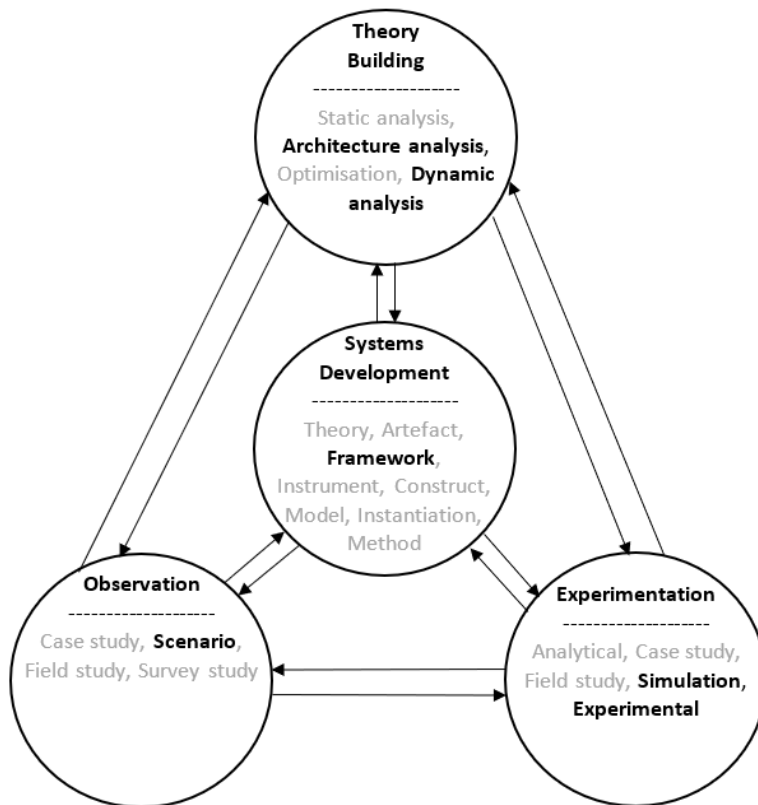 Theory
Building
---------------------
Static analysis,
Architecture analysis,
Optimisation, Dynamic
analysis
Systems
Development
---------------------
Theory, Artefact,
Framework,
Instrument, Construct,
Model, Instantiation,
Method
Observation
---------------------
Case study, Scenario,
Field study, Survey study
Experimentation
---------------------
Analytical, Case study,
Field study, Simulation,
Experimental